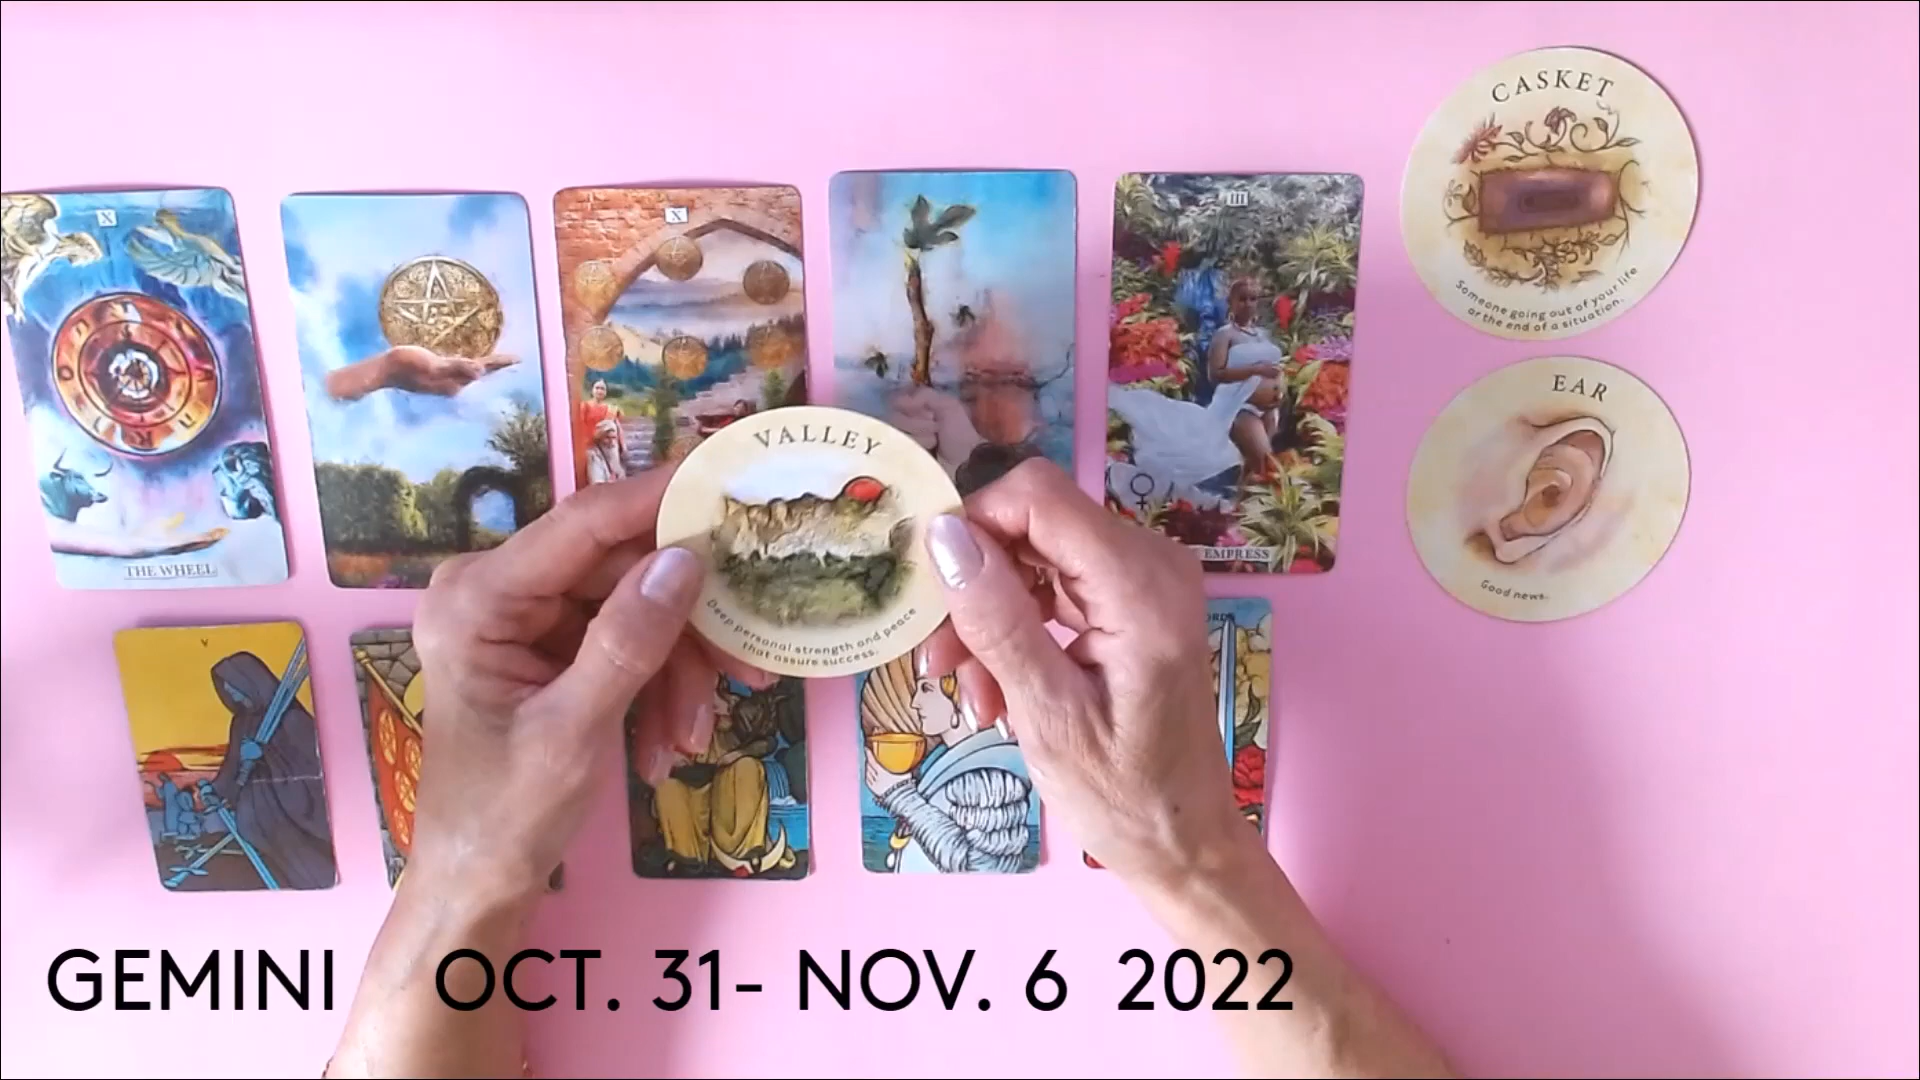 CASKET
Someone going out of your life
or the end of a situation.
X
X
III
EAR
VALLEY
EMPRESS
THE WHEEL
Good news.
Deep personal strength and peace
that assure success.
V
GEMINI OCT. 31- NOV. 6 2022